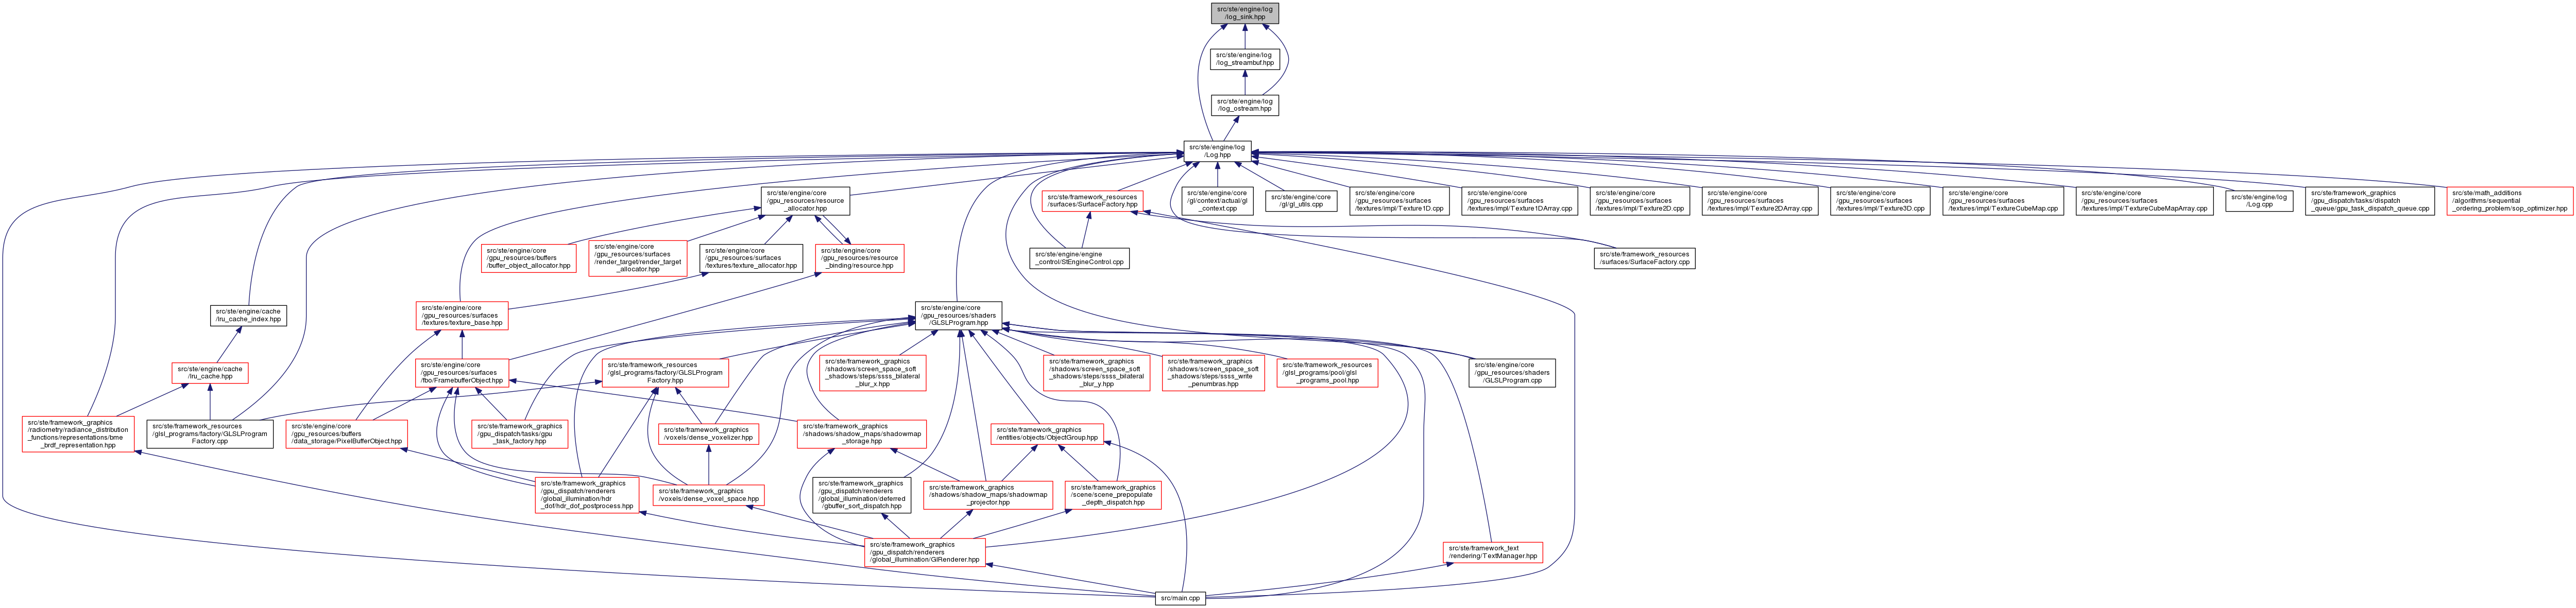 src/ste/engine/log
/log_sink.hpp
src/ste/engine/log
/log_streambuf.hpp
src/ste/engine/log
/log_ostream.hpp
src/ste/engine/log
/Log.hpp
src/ste/engine/core
/gpu_resources/resource
_allocator.hpp
src/ste/framework_resources
/surfaces/SurfaceFactory.hpp
src/ste/engine/core
/gl/context/actual/gl
_context.cpp
src/ste/engine/core
/gl/gl_utils.cpp
src/ste/engine/core
/gpu_resources/surfaces
/textures/impl/Texture1D.cpp
src/ste/engine/core
/gpu_resources/surfaces
/textures/impl/Texture1DArray.cpp
src/ste/engine/core
/gpu_resources/surfaces
/textures/impl/Texture2D.cpp
src/ste/engine/core
/gpu_resources/surfaces
/textures/impl/Texture2DArray.cpp
src/ste/engine/core
/gpu_resources/surfaces
/textures/impl/Texture3D.cpp
src/ste/engine/core
/gpu_resources/surfaces
/textures/impl/TextureCubeMap.cpp
src/ste/engine/core
/gpu_resources/surfaces
/textures/impl/TextureCubeMapArray.cpp
src/ste/engine/log
/Log.cpp
src/ste/framework_graphics
/gpu_dispatch/tasks/dispatch
_queue/gpu_task_dispatch_queue.cpp
src/ste/math_additions
/algorithms/sequential
_ordering_problem/sop_optimizer.hpp
src/ste/engine/core
/gpu_resources/buffers
/buffer_object_allocator.hpp
src/ste/engine/core
/gpu_resources/surfaces
/render_target/render_target
_allocator.hpp
src/ste/engine/core
/gpu_resources/surfaces
/textures/texture_allocator.hpp
src/ste/engine/core
/gpu_resources/resource
_binding/resource.hpp
src/ste/engine/engine
_control/StEngineControl.cpp
src/ste/framework_resources
/surfaces/SurfaceFactory.cpp
src/ste/engine/cache
/lru_cache_index.hpp
src/ste/engine/core
/gpu_resources/surfaces
/textures/texture_base.hpp
src/ste/engine/core
/gpu_resources/shaders
/GLSLProgram.hpp
src/ste/engine/cache
/lru_cache.hpp
src/ste/engine/core
/gpu_resources/surfaces
/fbo/FramebufferObject.hpp
src/ste/framework_resources
/glsl_programs/factory/GLSLProgram
Factory.hpp
src/ste/framework_graphics
/shadows/screen_space_soft
_shadows/steps/ssss_bilateral
_blur_x.hpp
src/ste/framework_graphics
/shadows/screen_space_soft
_shadows/steps/ssss_bilateral
_blur_y.hpp
src/ste/framework_graphics
/shadows/screen_space_soft
_shadows/steps/ssss_write
_penumbras.hpp
src/ste/framework_resources
/glsl_programs/pool/glsl
_programs_pool.hpp
src/ste/engine/core
/gpu_resources/shaders
/GLSLProgram.cpp
src/ste/framework_graphics
/radiometry/radiance_distribution
_functions/representations/bme
_brdf_representation.hpp
src/ste/framework_resources
/glsl_programs/factory/GLSLProgram
Factory.cpp
src/ste/engine/core
/gpu_resources/buffers
/data_storage/PixelBufferObject.hpp
src/ste/framework_graphics
/gpu_dispatch/tasks/gpu
_task_factory.hpp
src/ste/framework_graphics
/voxels/dense_voxelizer.hpp
src/ste/framework_graphics
/shadows/shadow_maps/shadowmap
_storage.hpp
src/ste/framework_graphics
/entities/objects/ObjectGroup.hpp
src/ste/framework_graphics
/gpu_dispatch/renderers
/global_illumination/hdr
_dof/hdr_dof_postprocess.hpp
src/ste/framework_graphics
/voxels/dense_voxel_space.hpp
src/ste/framework_graphics
/gpu_dispatch/renderers
/global_illumination/deferred
/gbuffer_sort_dispatch.hpp
src/ste/framework_graphics
/shadows/shadow_maps/shadowmap
_projector.hpp
src/ste/framework_graphics
/scene/scene_prepopulate
_depth_dispatch.hpp
src/ste/framework_graphics
/gpu_dispatch/renderers
/global_illumination/GIRenderer.hpp
src/ste/framework_text
/rendering/TextManager.hpp
src/main.cpp